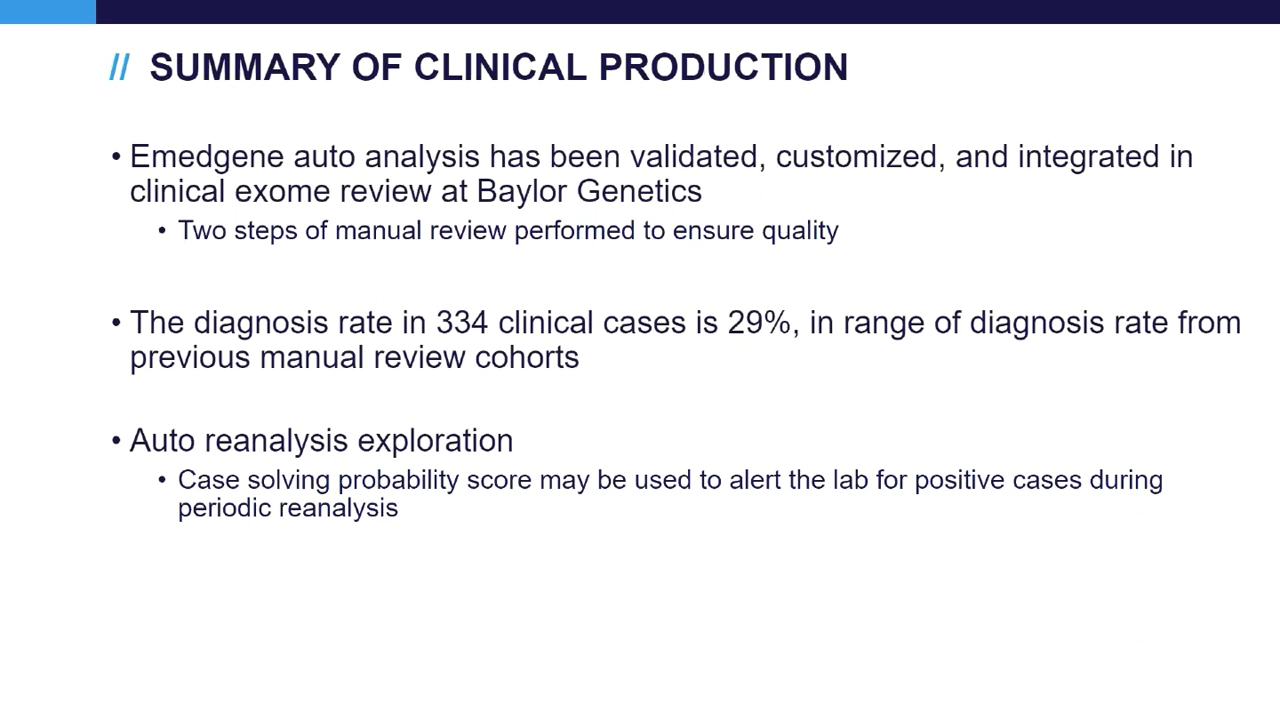 // SUMMARY OF CLINICAL PRODUCTION
• Emedgene auto analysis has been validated, customized, and integrated in
clinical exome review at Baylor Genetics
• Two steps of manual review performed to ensure quality
• The diagnosis rate in 334 clinical cases is 29%, in range of diagnosis rate from
previous manual review cohorts
• Auto reanalysis exploration
• Case solving probability score may be used to alert the lab for positive cases during
periodic reanalysis